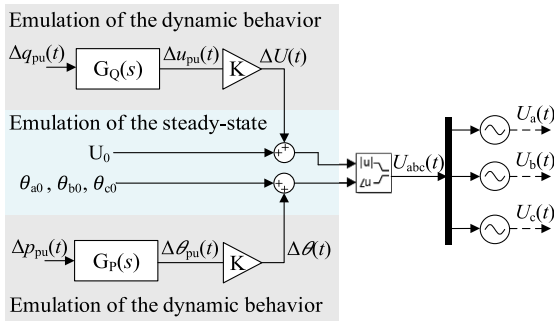 Emulation of the dynamic behavior
Δqpu(t) GQ(s) Δupu(t) K ΔU(t)
Emulation of the steady-state
U0 + +
θa0 , θb0, θc0 + +
|u| ∠u Uabc(t)
Ua(t)
Ub(t)
Uc(t)
Δppu(t) GP(s) Δθpu(t) K Δθ(t)
Emulation of the dynamic behavior